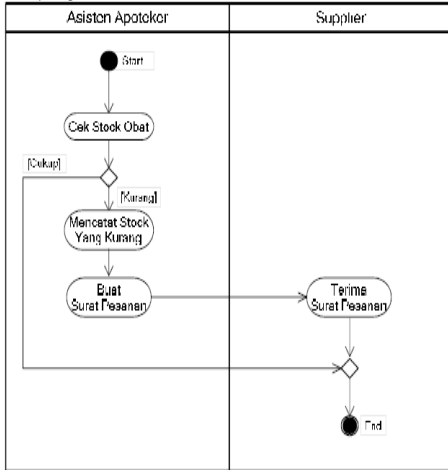 Asisten Apoteker
Supplier
Start
Cek Stock Obat
[Cukup]
[Kurang]
Mencatat Stock
Yang Kurang
Buat
Surat Pesanan
Terima
Surat Pesanan
End